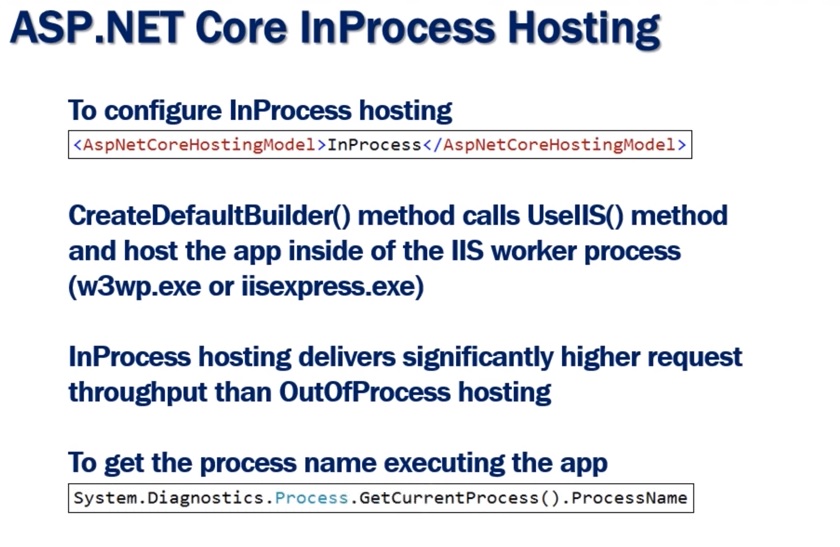 ASP.NET Core InProcess Hosting
To configure InProcess hosting
<AspNetCoreHostingModel>InProcess</AspNetCoreHostingModel>
CreateDefaultBuilder() method calls UseIIS() method
and host the app inside of the IIS worker process
(w3wp.exe or iisexpress.exe)
InProcess hosting delivers significantly higher request
throughput than OutOfProcess hosting
To get the process name executing the app
System.Diagnostics.Process.GetCurrentProcess().ProcessName